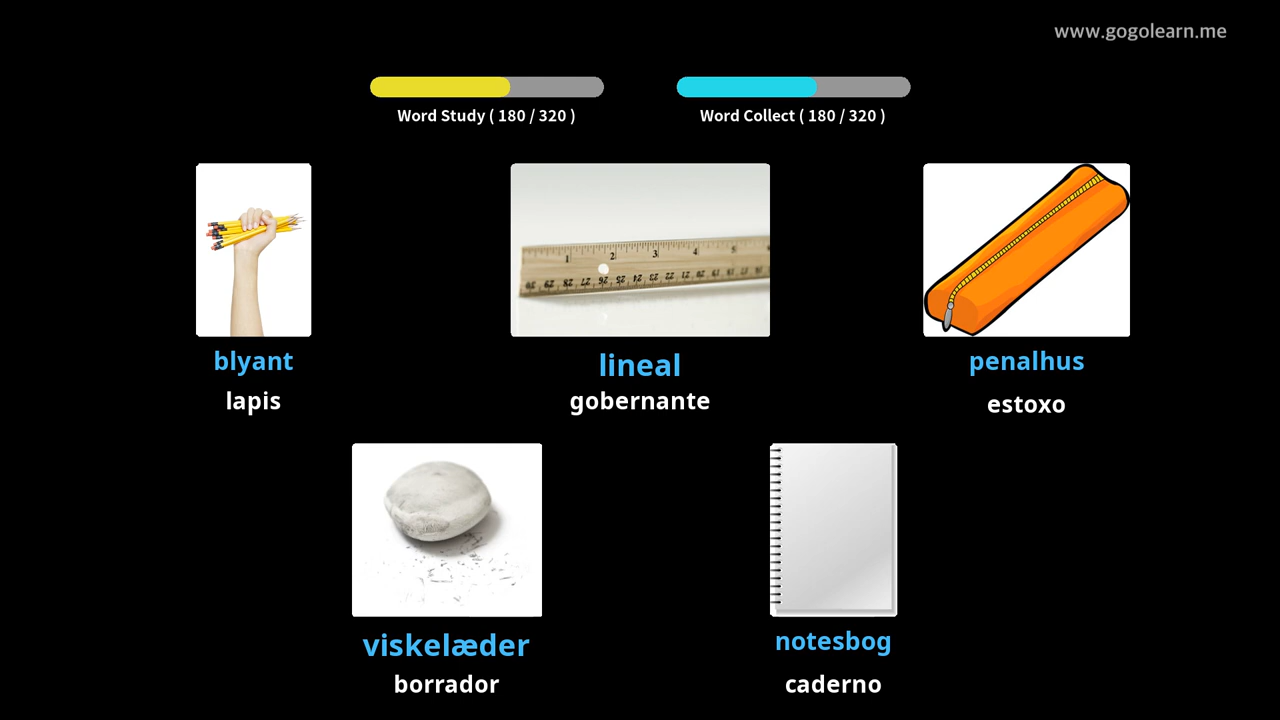 www.gogolearn.me
Word Study ( 180 / 320 )
Word Collect ( 180 / 320 )
blyant
lapis
lineal
gobernante
penalhus
estoxo
viskelæder
borrador
notesbog
caderno